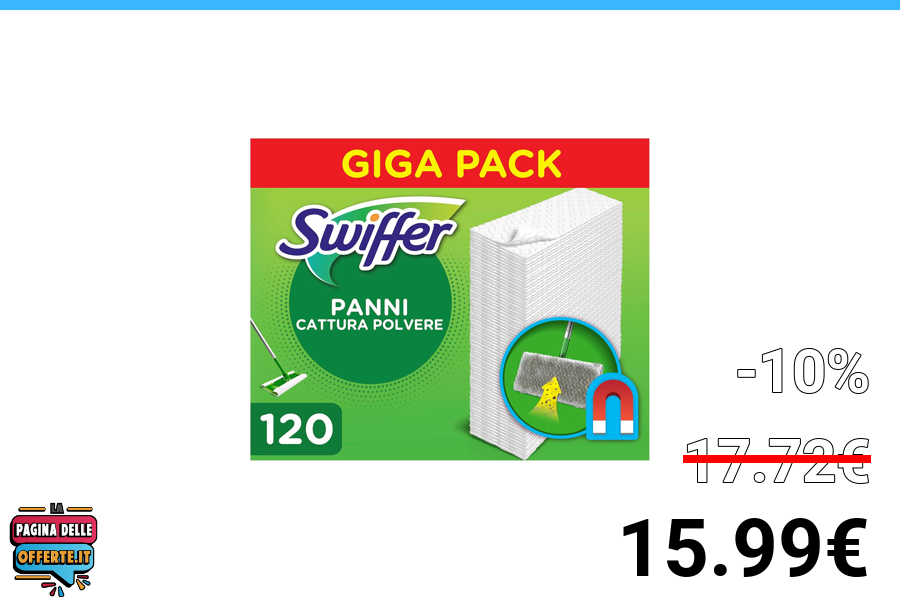 GIGA PACK
Swiffer
PANNI
CATTURA POLVERE
120
-10%
17.72€
15.99€
LA
PAGINA DELLE
OFFERTE.IT